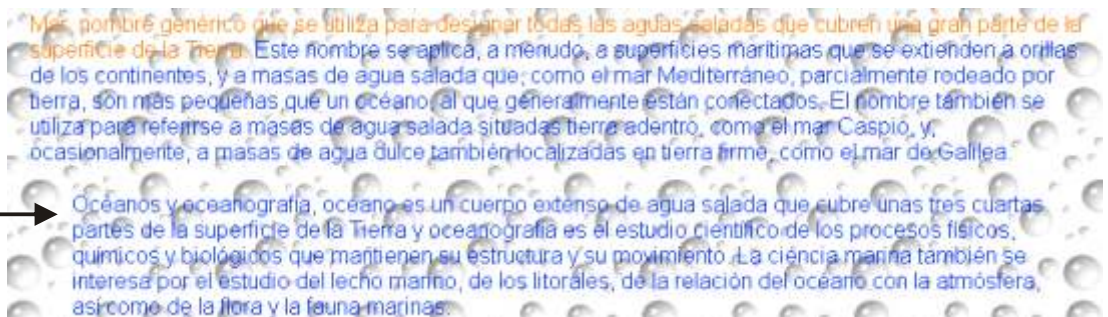 Mar, nombre genérico que se utiliza para designar todas las aguas saladas que cubren una gran parte de la
superficie de la Tierra. Este nombre se aplica, a menudo, a superficies marítimas que se extienden a orillas
de los continentes, y a masas de agua salada que, como el mar Mediterráneo, parcialmente rodeado por
tierra, son más pequeñas que un océano, al que generalmente están conectados. El nombre también se
utiliza para referirse a masas de agua salada situadas tierra adentro, como el mar Caspio, y,
ocasionalmente, a masas de agua dulce también localizadas en tierra firme, como el mar de Galilea.
Océanos y oceanografía, océano es un cuerpo extenso de agua salada que cubre unas tres cuartas
partes de la superficie de la Tierra y oceanografía es el estudio científico de los procesos físicos,
químicos y biológicos que mantienen su estructura y su movimiento. La ciencia marina también se
interesa por el estudio del lecho marino, de los litorales, de la relación del océano con la atmósfera,
así como de la flora y la fauna marinas.